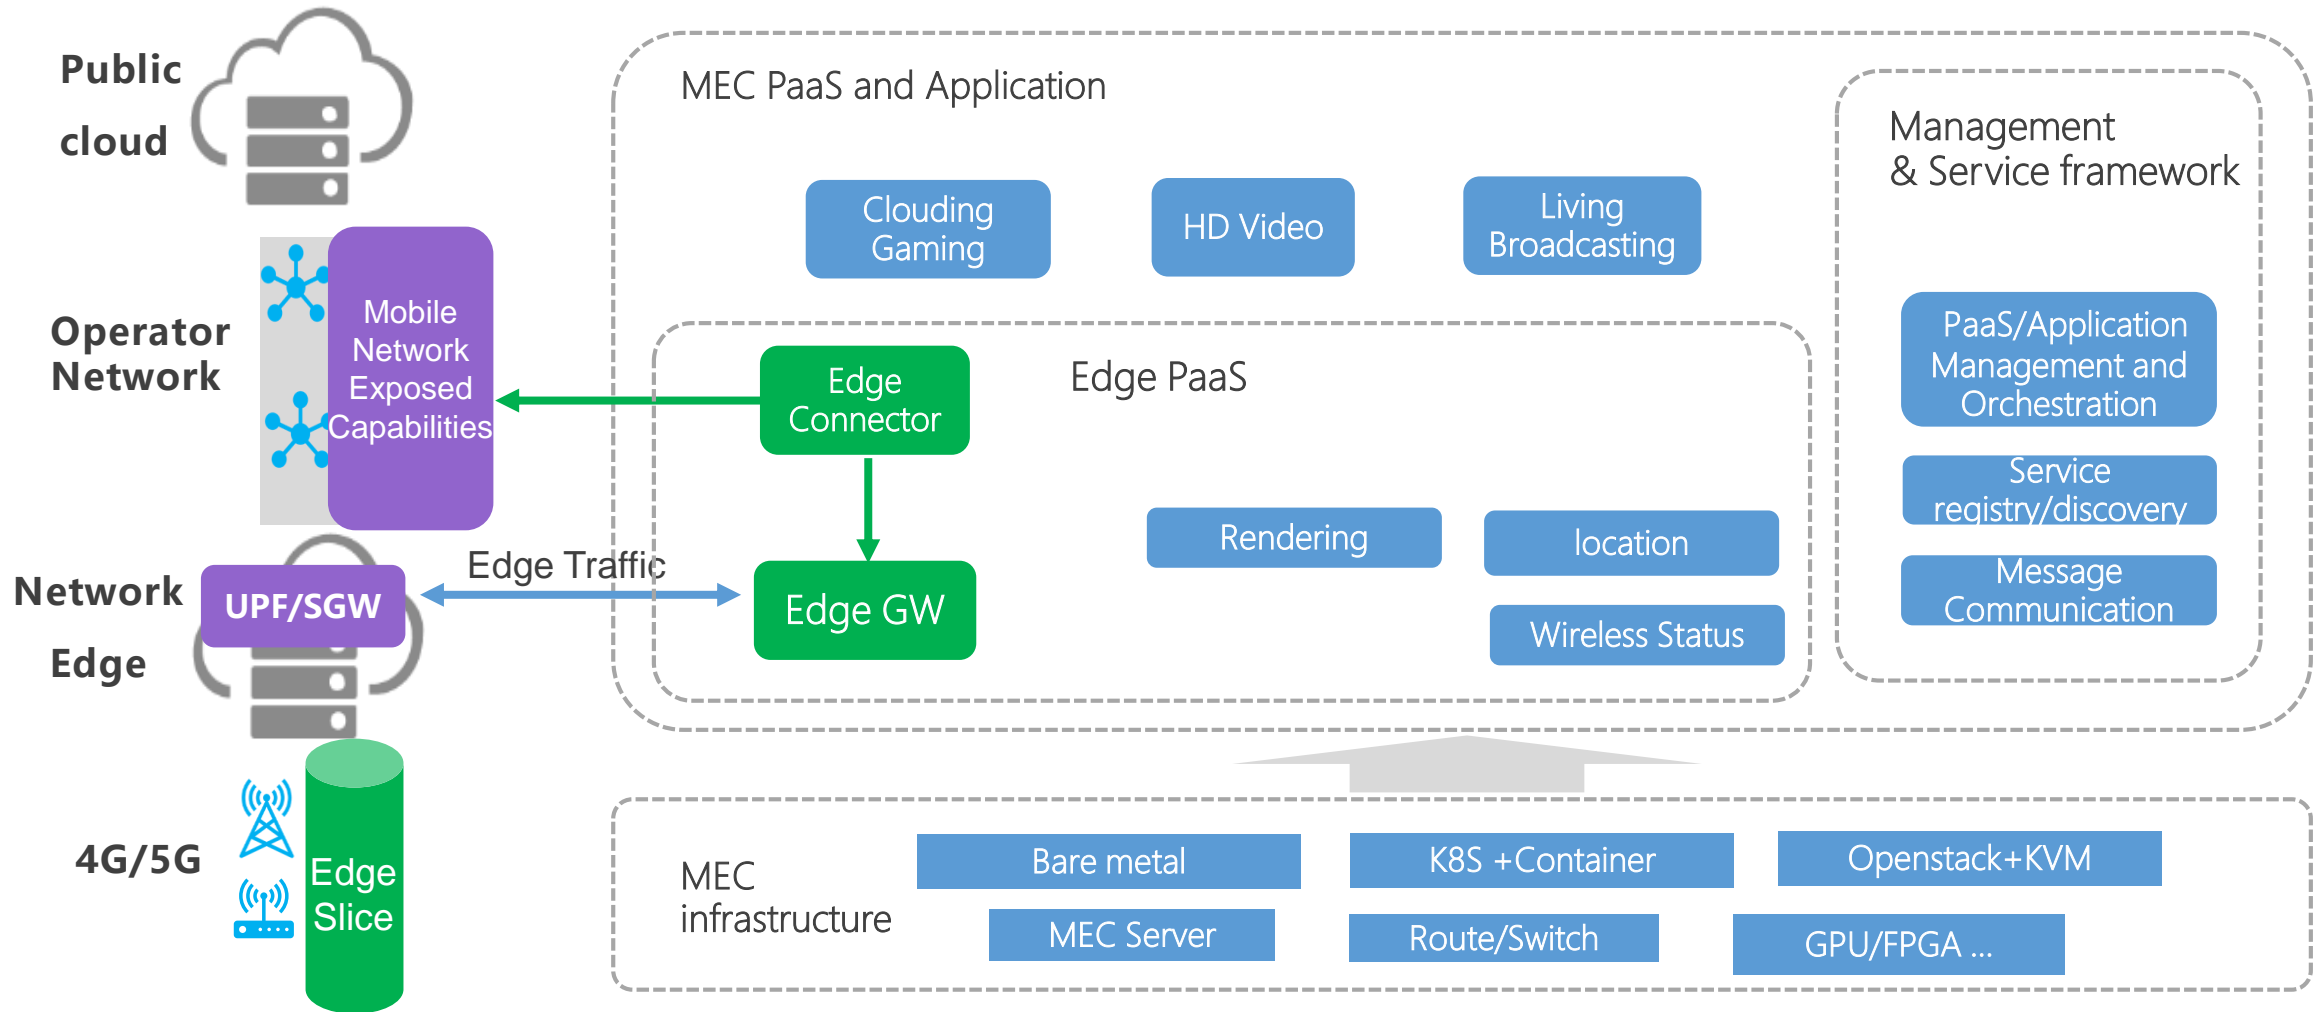 Public
cloud
Operator
Network
Mobile
Network
Exposed
Capabilities
Network
Edge
UPF/SGW
Edge Traffic
4G/5G
Edge
Slice
MEC PaaS and Application
Clouding
Gaming
HD Video
Living
Broadcasting
Edge PaaS
Edge
Connector
Edge GW
Rendering
location
Wireless Status
Management
& Service framework
PaaS/Application
Management and
Orchestration
Service
registry/discovery
Message
Communication
MEC
infrastructure
Bare metal
K8S +Container
Openstack+KVM
MEC Server
Route/Switch
GPU/FPGA ...